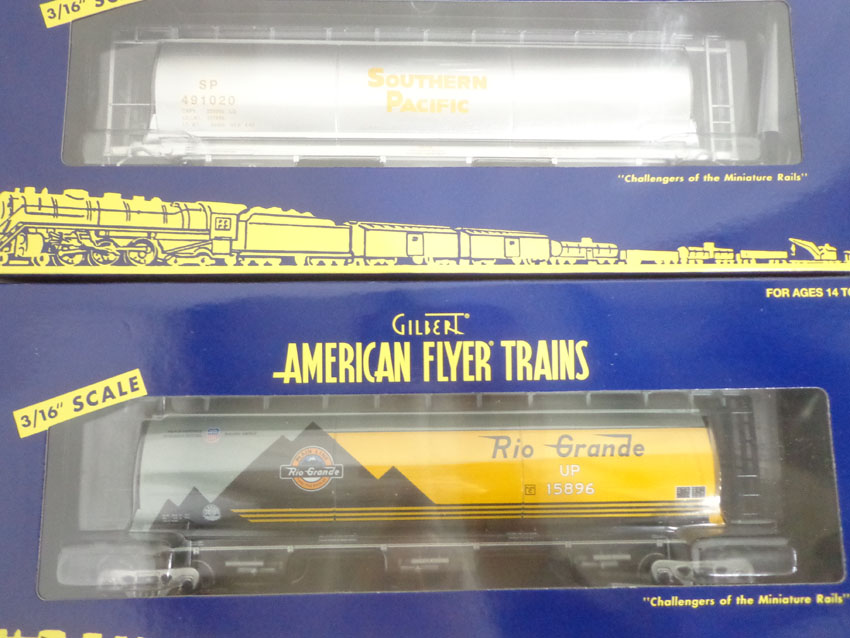 3/16"
SP
491020
SOUTHERN
PACIFIC
"Challengers of the Miniature Rails"
FOR AGES 14
GILBERT®
AMERICAN FLYER® TRAINS
3/16" SCALE
Rio Grande
UP
15896
Rio Grande
"Challengers of the Miniature Rails"